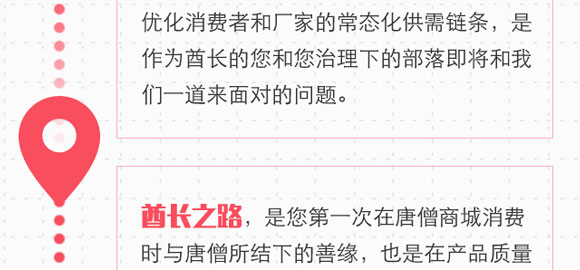 优化消费者和厂家的常态化供需链条，是
作为酋长的您和您治理下的部落即将和我
们一道来面对的问题。
酋长之路，是您第一次在唐僧商城消费
时与唐僧所结下的善缘，也是在产品质量